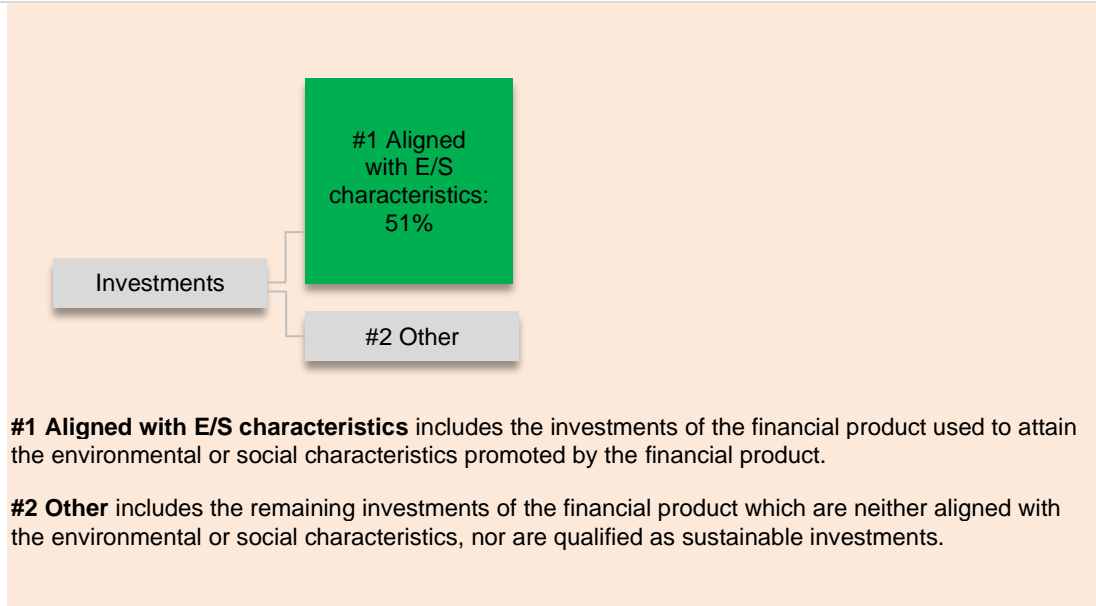 #1 Aligned
with E/S
characteristics:
51%
Investments
#2 Other
#1 Aligned with E/S characteristics includes the investments of the financial product used to attain
the environmental or social characteristics promoted by the financial product.
#2 Other includes the remaining investments of the financial product which are neither aligned with
the environmental or social characteristics, nor are qualified as sustainable investments.